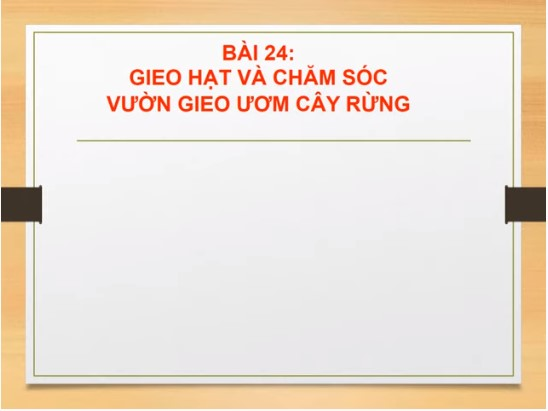 BÀI 24:
GIEO HẠT VÀ CHĂM SÓC
VƯỜN GIEO ƯƠM CÂY RỪNG